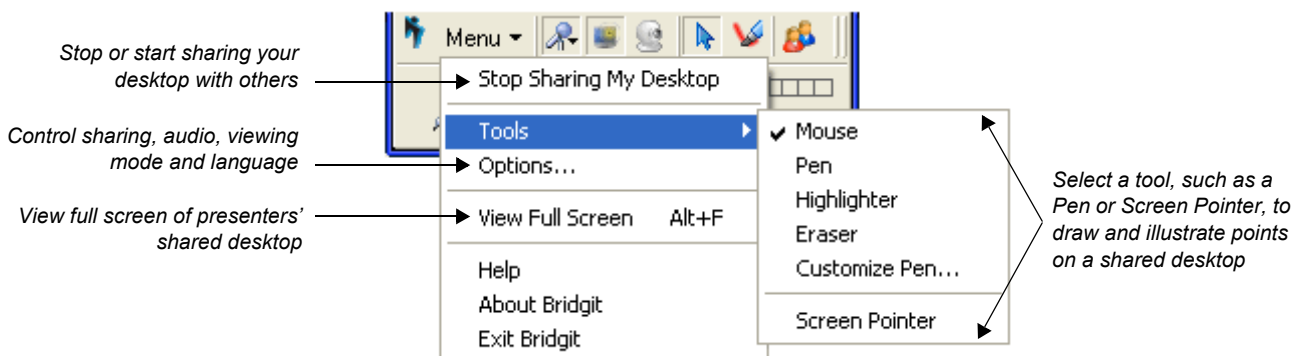 Menu
Stop or start sharing your
desktop with others
Stop Sharing My Desktop
Control sharing, audio, viewing
mode and language
Tools
Options...
View full screen of presenters'
shared desktop
View Full Screen Alt+F
Help
About Bridgit
Exit Bridgit
Mouse
Pen
Highlighter
Eraser
Customize Pen...
Screen Pointer
Select a tool, such as a
Pen or Screen Pointer, to
draw and illustrate points
on a shared desktop